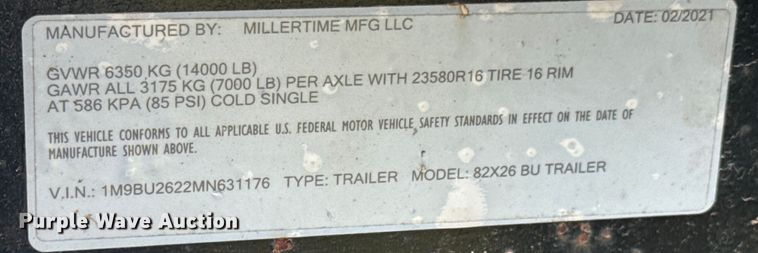 MANUFACTURED BY: MILLERTIME MFG LLC DATE: 02/2021
GVWR 6350 KG (14000 LB)
GAWR ALL 3175 KG (7000 LB) PER AXLE WITH 23580R16 TIRE 16 RIM
AT 586 KPA (85 PSI) COLD SINGLE
THIS VEHICLE CONFORMS TO ALL APPLICABLE U.S. FEDERAL MOTOR VEHICLE SAFETY STANDARDS IN EFFECT ON THE DATE OF
MANUFACTURE SHOWN ABOVE.
V.I.N.: 1M9BU2622MN631176 TYPE: TRAILER MODEL: 82X26 BU TRAILER
Purple Wave Auction